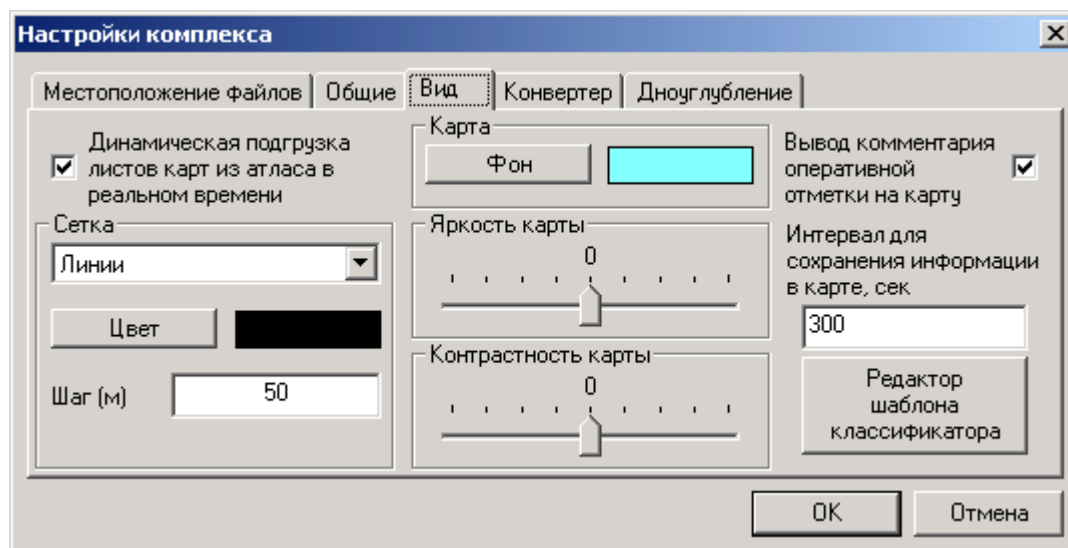 Настройки комплекса
Местоположение файлов Общие Вид Конвертер Дноуглубление
Динамическая подгрузка
листов карт из атласа в
реальном времени
Сетка
Линии
Цвет
Шаг (м) 50
Карта
Фон
Яркость карты
0
Контрастность карты
0
Вывод комментария
оперативной
отметки на карту
Интервал для
сохранения информации
в карте, сек
300
Редактор
шаблона
классификатора
OK Отмена